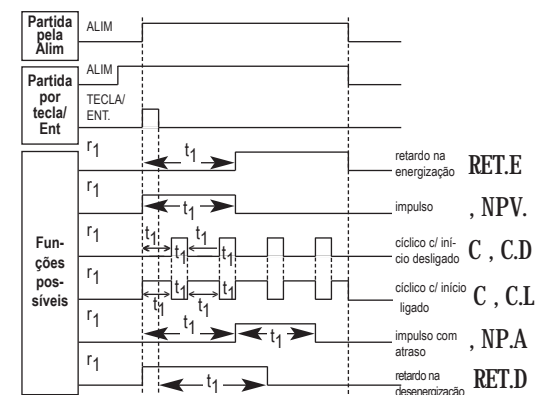 Partida
pela
Alim
ALIM
Partida
por
tecla/
Ent
ALIM
TECLA/
ENT.
Fun-
ções
pos-
síveis
r1
t1
retardo na
energização
RET.E
r1
t1
impulso
, NPV.
r1
t1 t1
t1 t1
cíclico c/ iní-
cio desligado
C , C.D
r1
t1 t1
t1 t1
cíclico c/ início
ligado
C , C.L
r1
t1 t1
impulso com
atraso
, NP.A
r1
t1
retardo na
desenergização
RET.D